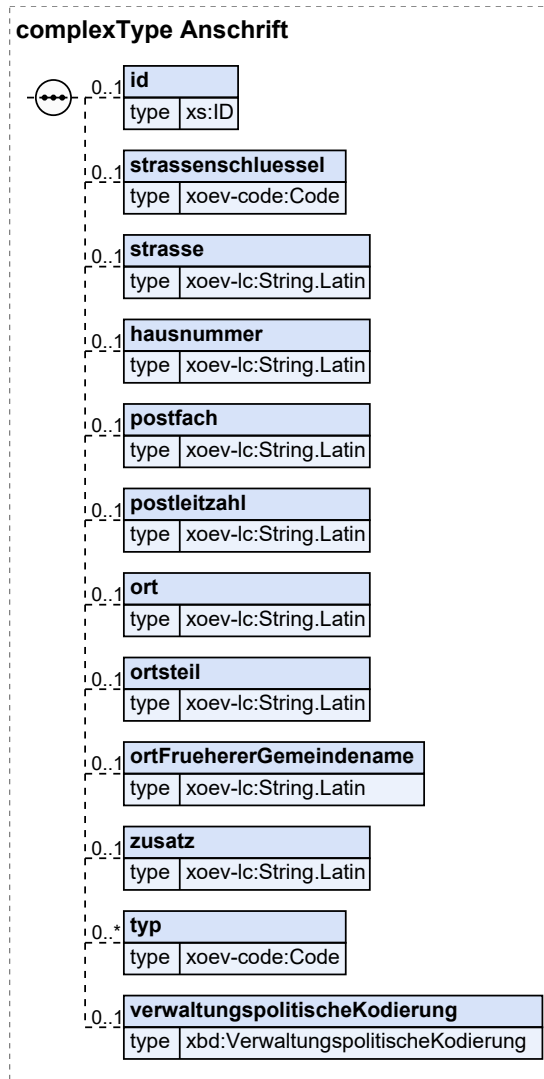 complexType Anschrift
0..1 id
type xs:ID
0..1 strassenschluessel
type xoev-code:Code
0..1 strasse
type xoev-lc:String.Latin
0..1 hausnummer
type xoev-lc:String.Latin
0..1 postfach
type xoev-lc:String.Latin
0..1 postleitzahl
type xoev-lc:String.Latin
0..1 ort
type xoev-lc:String.Latin
0..1 ortsteil
type xoev-lc:String.Latin
0..1 ortFruehererGemeindename
type xoev-lc:String.Latin
0..1 zusatz
type xoev-lc:String.Latin
0..* typ
type xoev-code:Code
0..1 verwaltungspolitischeKodierung
type xbd:VerwaltungspolitischeKodierung